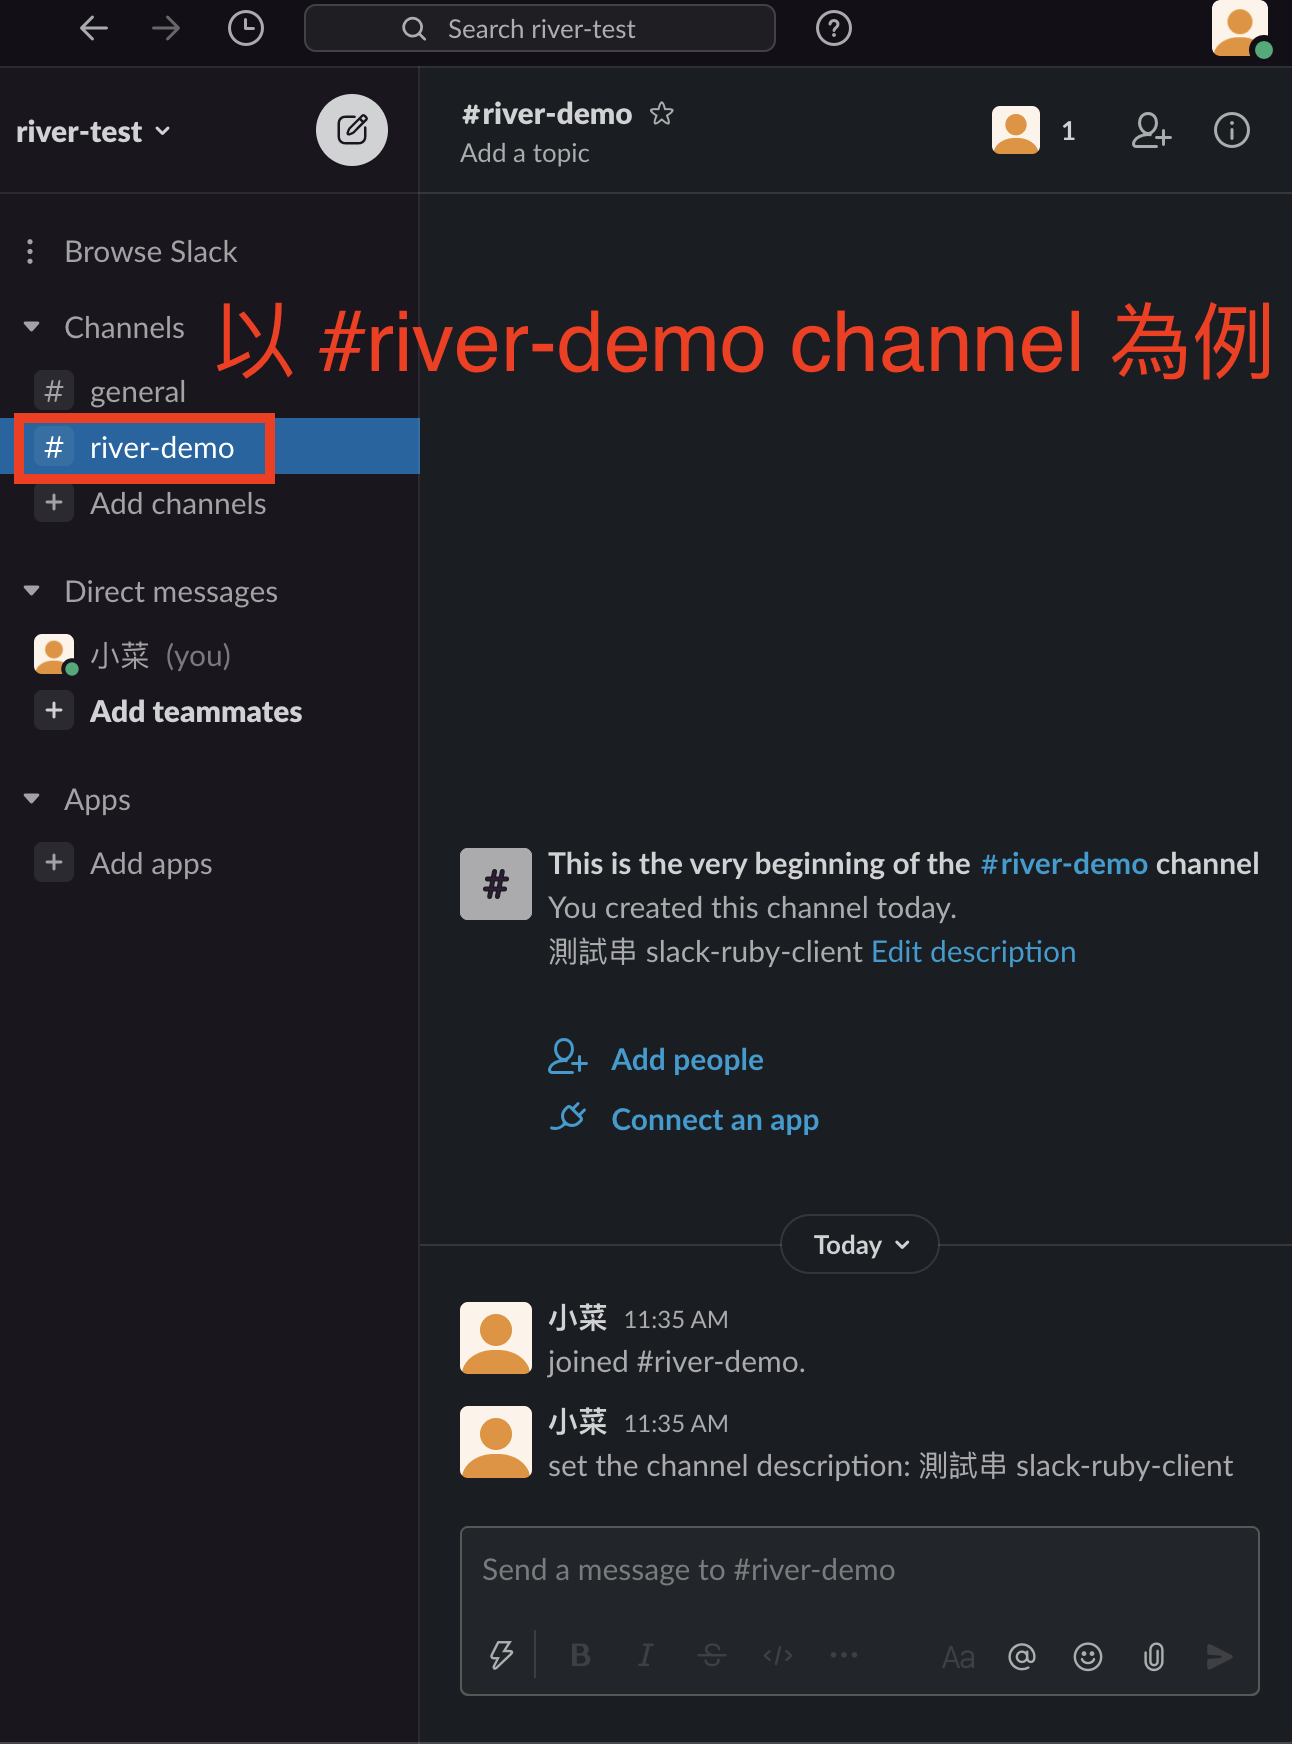 Search river-test
river-test
#river-demo
Add a topic
1
Browse Slack
Channels
以 #river-demo channel 為例
# general
# river-demo
+ Add channels
Direct messages
小菜 (you)
+ Add teammates
Apps
+ Add apps
# This is the very beginning of the #river-demo channel
You created this channel today.
測試串 slack-ruby-client Edit description
Add people
Connect an app
Today
小菜 11:35 AM
joined #river-demo.
小菜 11:35 AM
set the channel description: 測試串 slack-ruby-client
Send a message to #river-demo
B I S </> ... Aa @